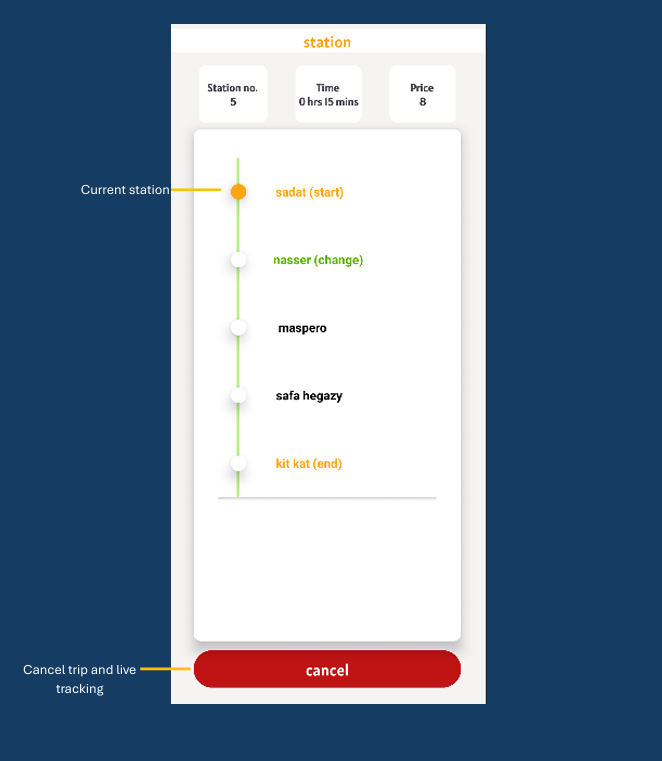 station
Station no.
5
Time
0 hrs 15 mins
Price
8
Current station
sadat (start)
nasser (change)
maspero
safa hegazy
kit kat (end)
Cancel trip and live
tracking
cancel